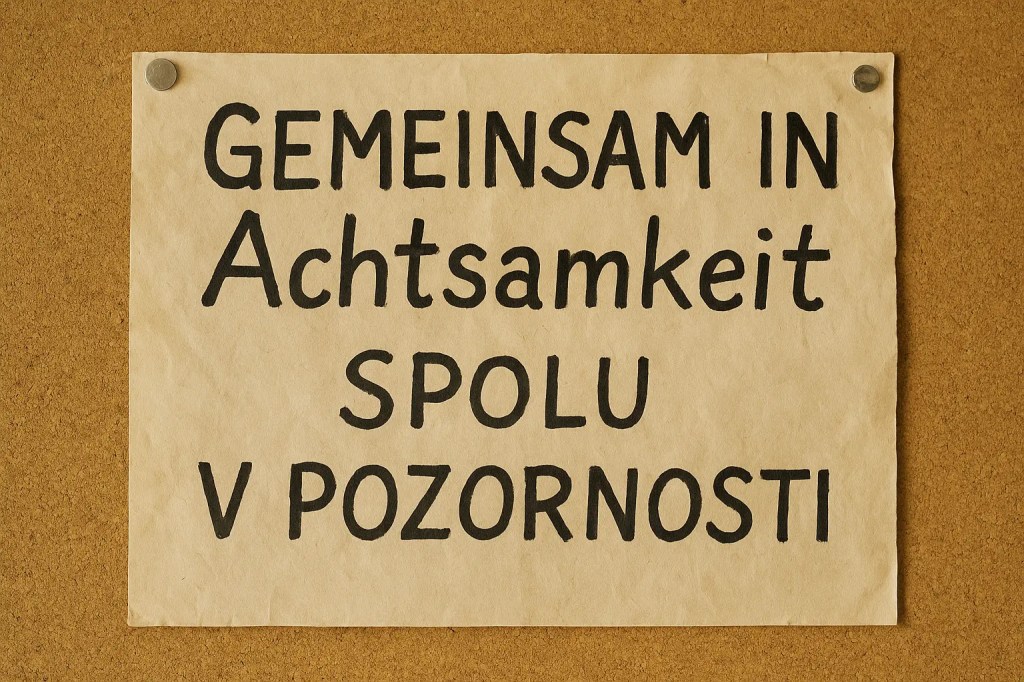 GEMEINSAM IN
Achtsamkeit
SPOLU
V POZORNOSTI